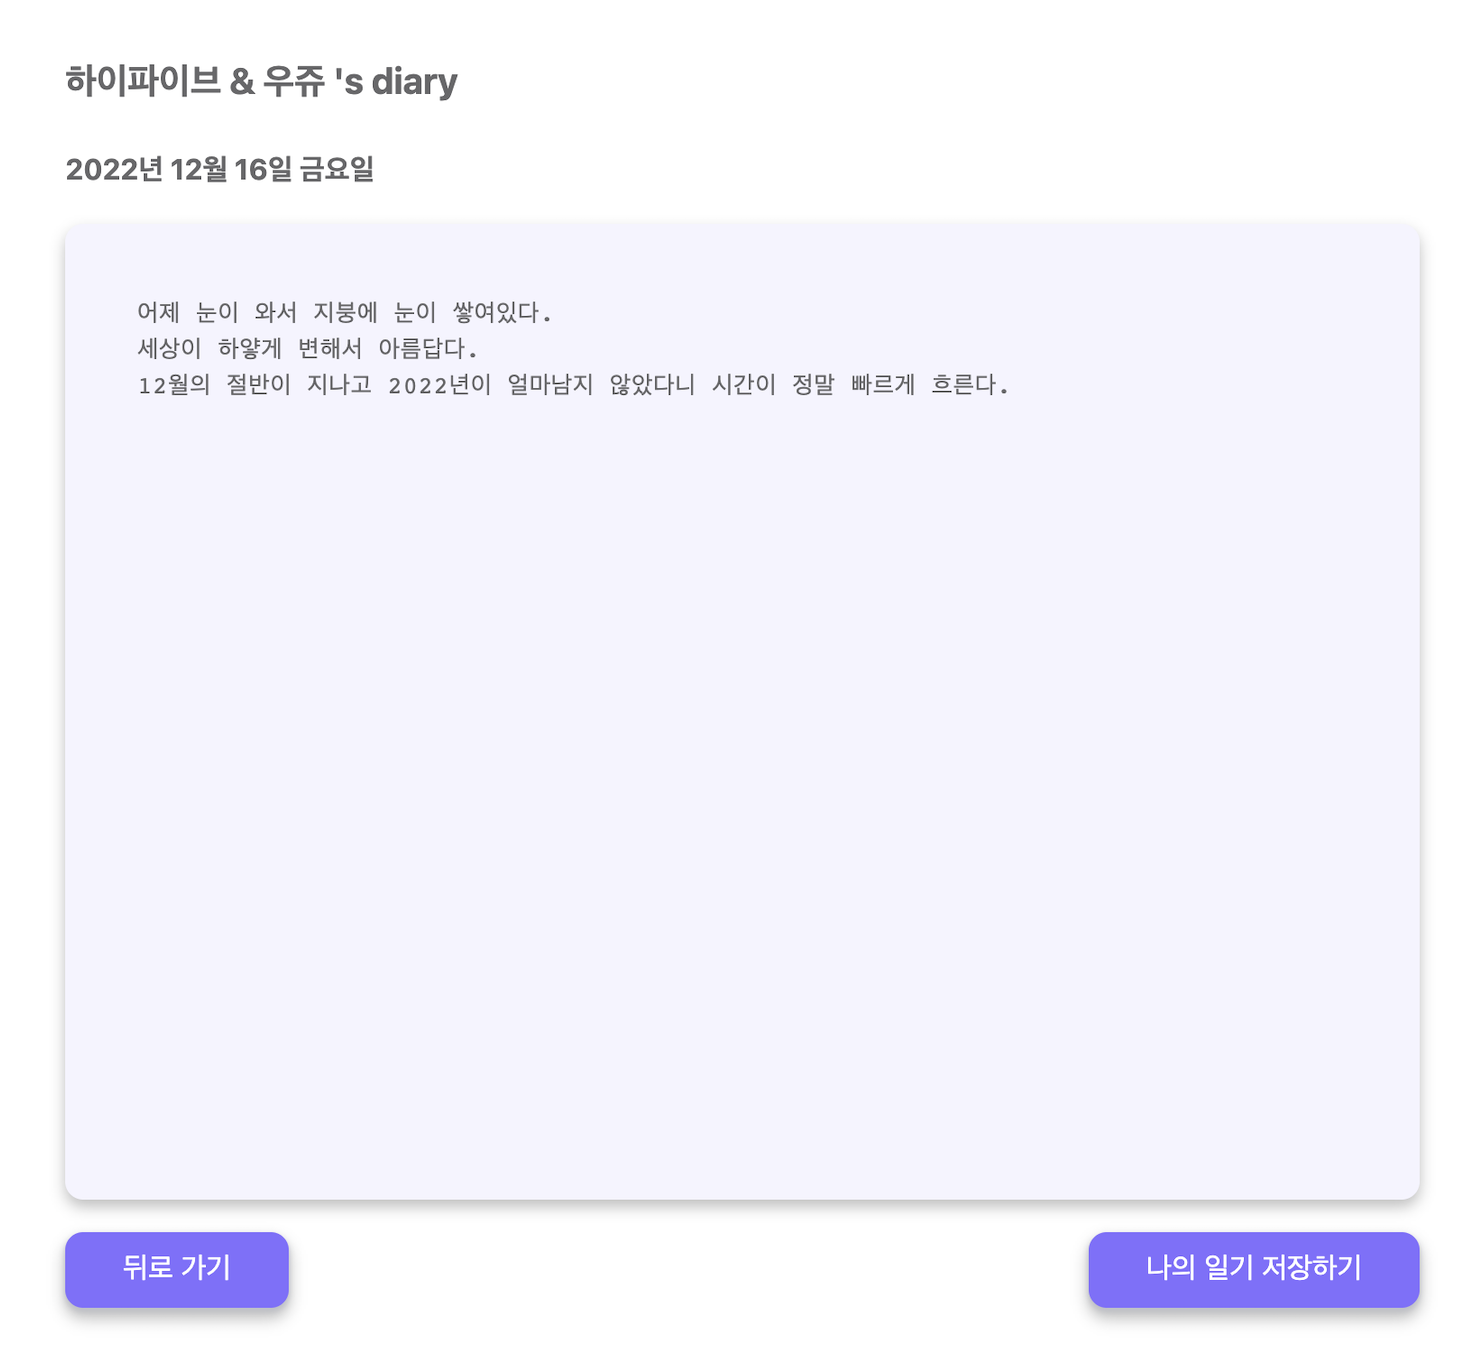 하이파이브 & 우쥬 's diary
2022년 12월 16일 금요일
어제 눈이 와서 지붕에 눈이 쌓여있다.
세상이 하얗게 변해서 아름답다.
12월의 절반이 지나고 2022년이 얼마남지 않았다니 시간이 정말 빠르게 흐른다.
뒤로 가기
나의 일기 저장하기